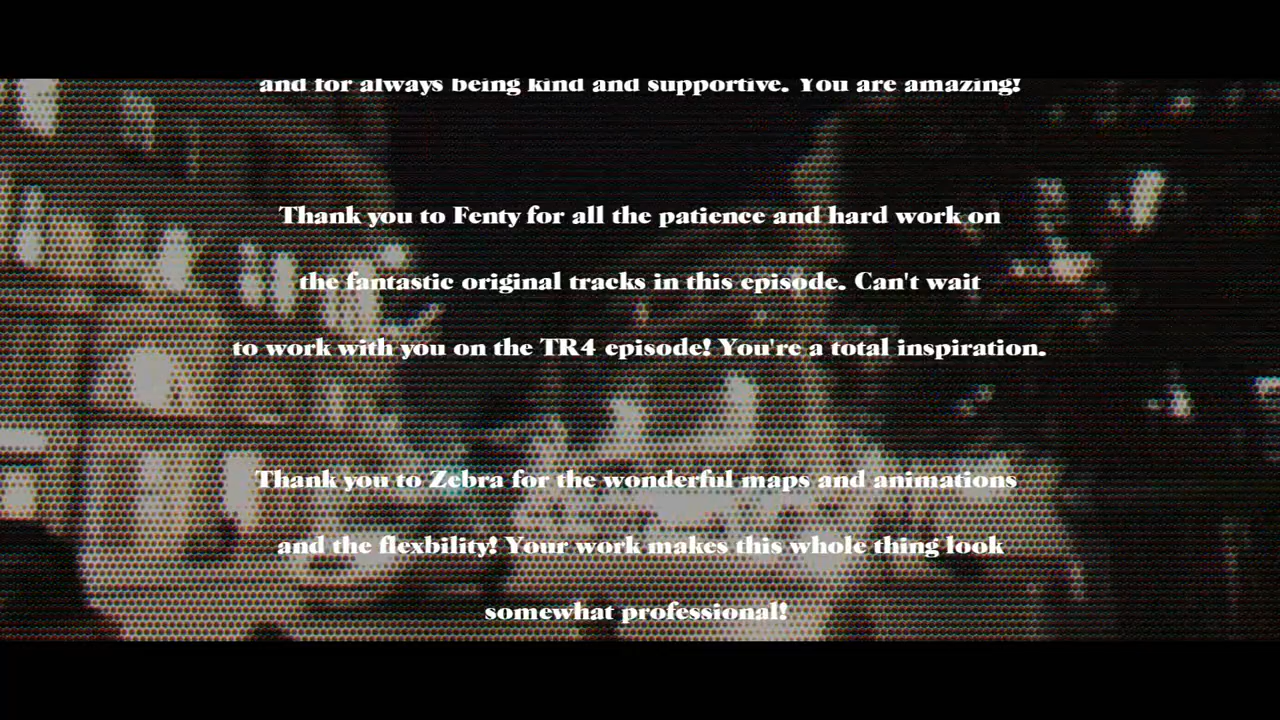 and for always being kind and supportive. You are amazing!
Thank you to Fenty for all the patience and hard work on
the fantastic original tracks in this episode. Can't wait
to work with you on the TR4 episode! You're a total inspiration.
Thank you to Zebra for the wonderful maps and animations
and the flexbility! Your work makes this whole thing look
somewhat professional!